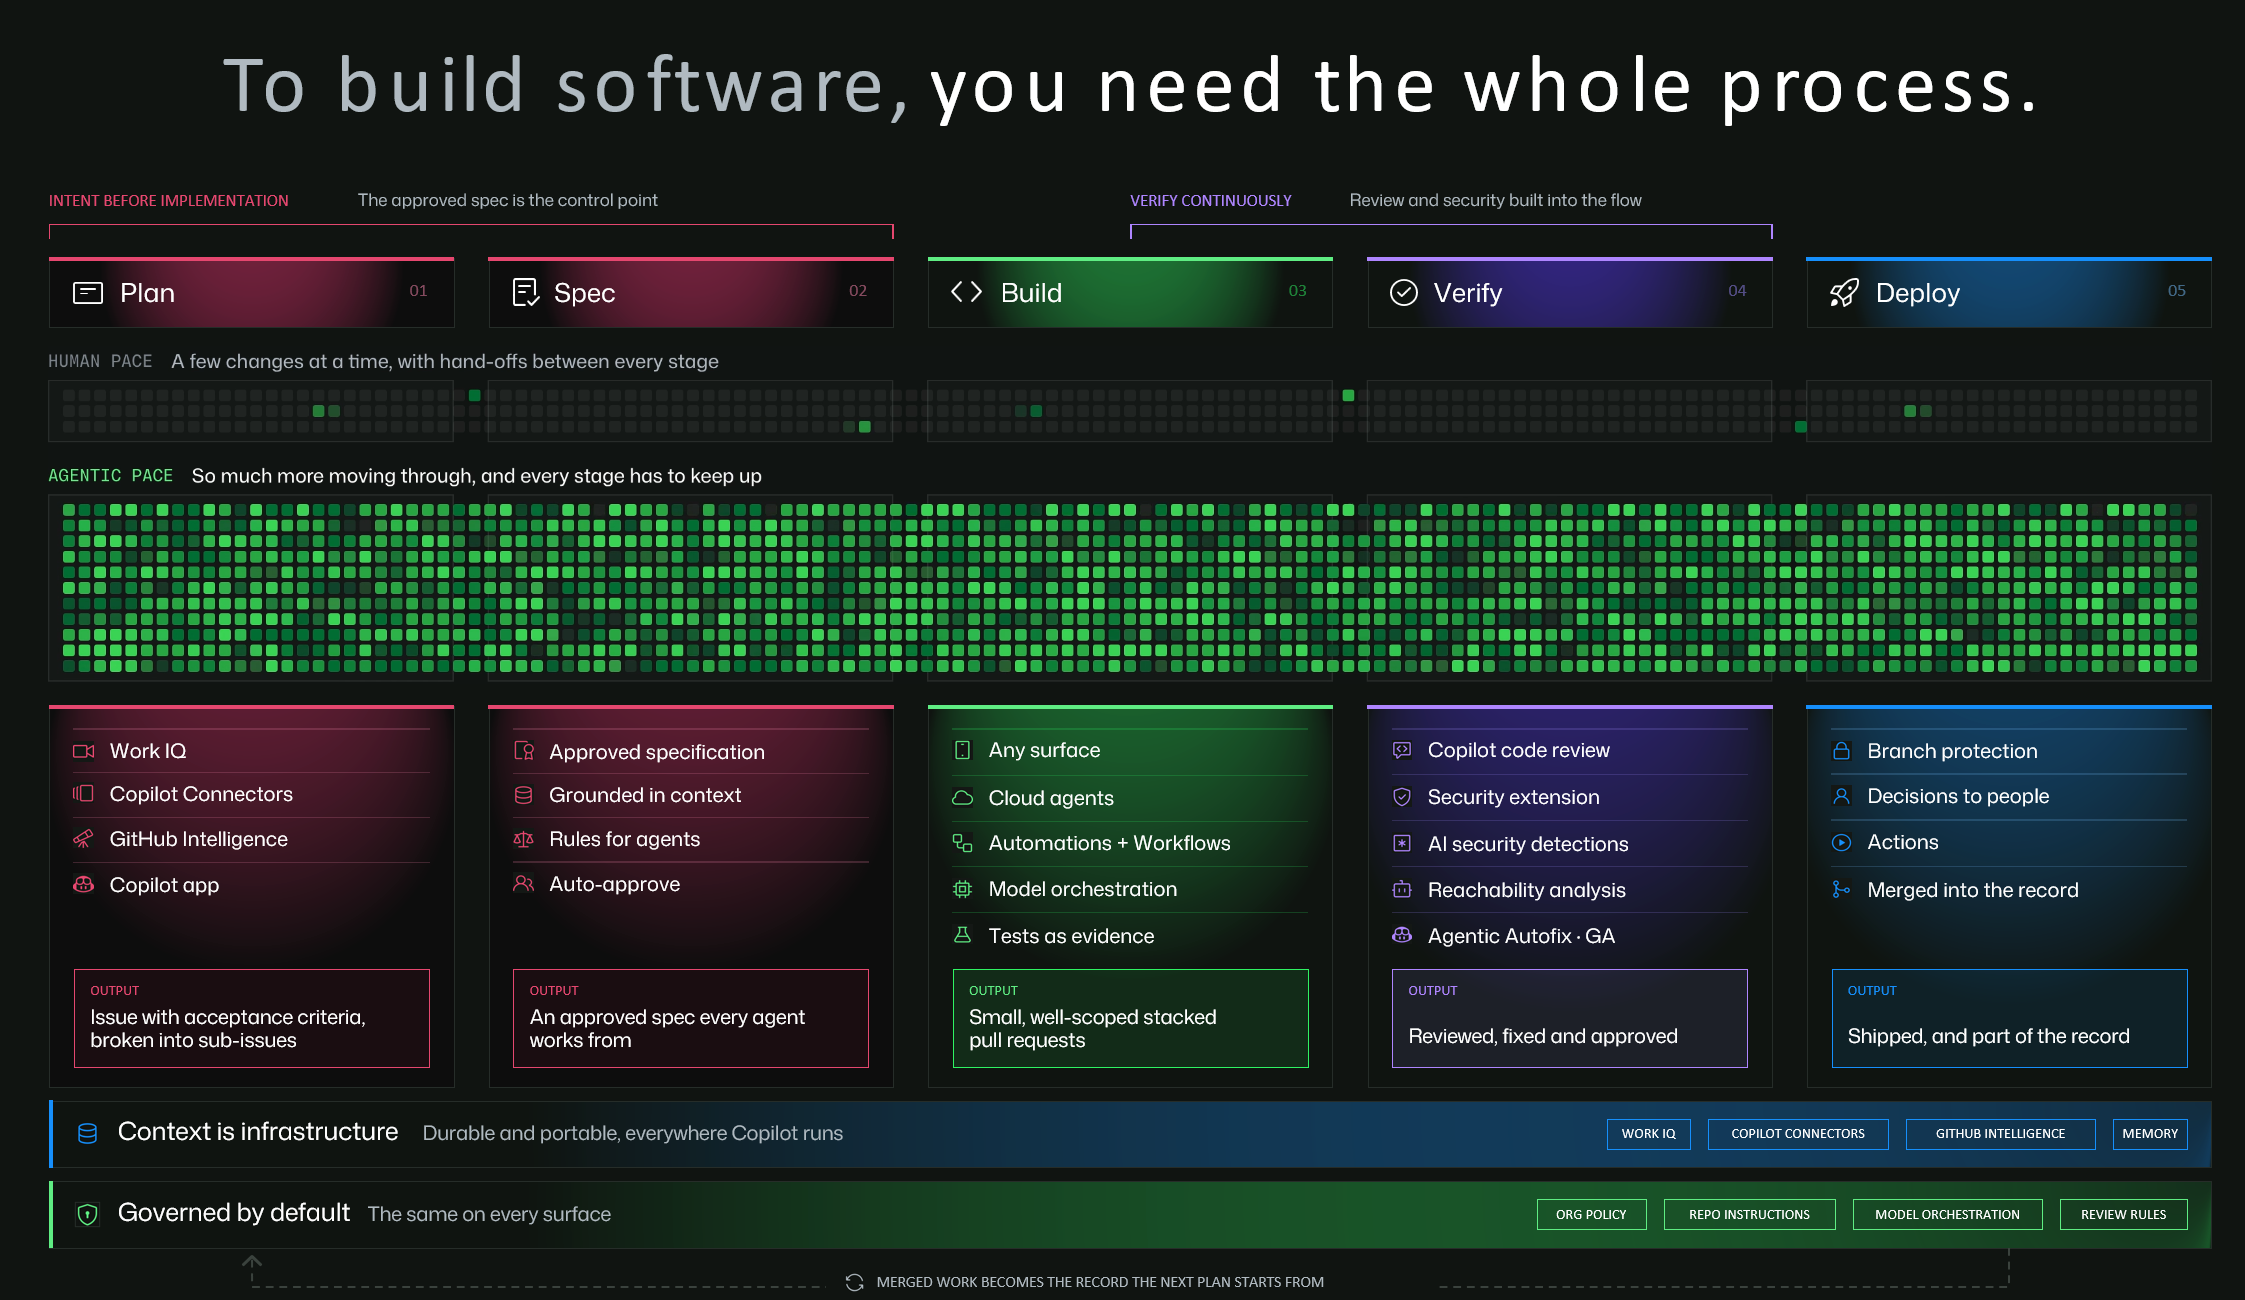 To build software, you need the whole process.
INTENT BEFORE IMPLEMENTATION The approved spec is the control point
VERIFY CONTINUOUSLY Review and security built into the flow
Plan 01
Spec 02
Build 03
Verify 04
Deploy 05
HUMAN PACE A few changes at a time, with hand-offs between every stage
AGENTIC PACE So much more moving through, and every stage has to keep up
Work IQ
Copilot Connectors
GitHub Intelligence
Copilot app
OUTPUT
Issue with acceptance criteria,
broken into sub-issues
Approved specification
Grounded in context
Rules for agents
Auto-approve
OUTPUT
An approved spec every agent
works from
Any surface
Cloud agents
Automations + Workflows
Model orchestration
Tests as evidence
OUTPUT
Small, well-scoped stacked
pull requests
Copilot code review
Security extension
AI security detections
Reachability analysis
Agentic Autofix · GA
OUTPUT
Reviewed, fixed and approved
Branch protection
Decisions to people
Actions
Merged into the record
OUTPUT
Shipped, and part of the record
Context is infrastructure Durable and portable, everywhere Copilot runs
WORK IQ
COPILOT CONNECTORS
GITHUB INTELLIGENCE
MEMORY
Governed by default The same on every surface
ORG POLICY
REPO INSTRUCTIONS
MODEL ORCHESTRATION
REVIEW RULES
MERGED WORK BECOMES THE RECORD THE NEXT PLAN STARTS FROM